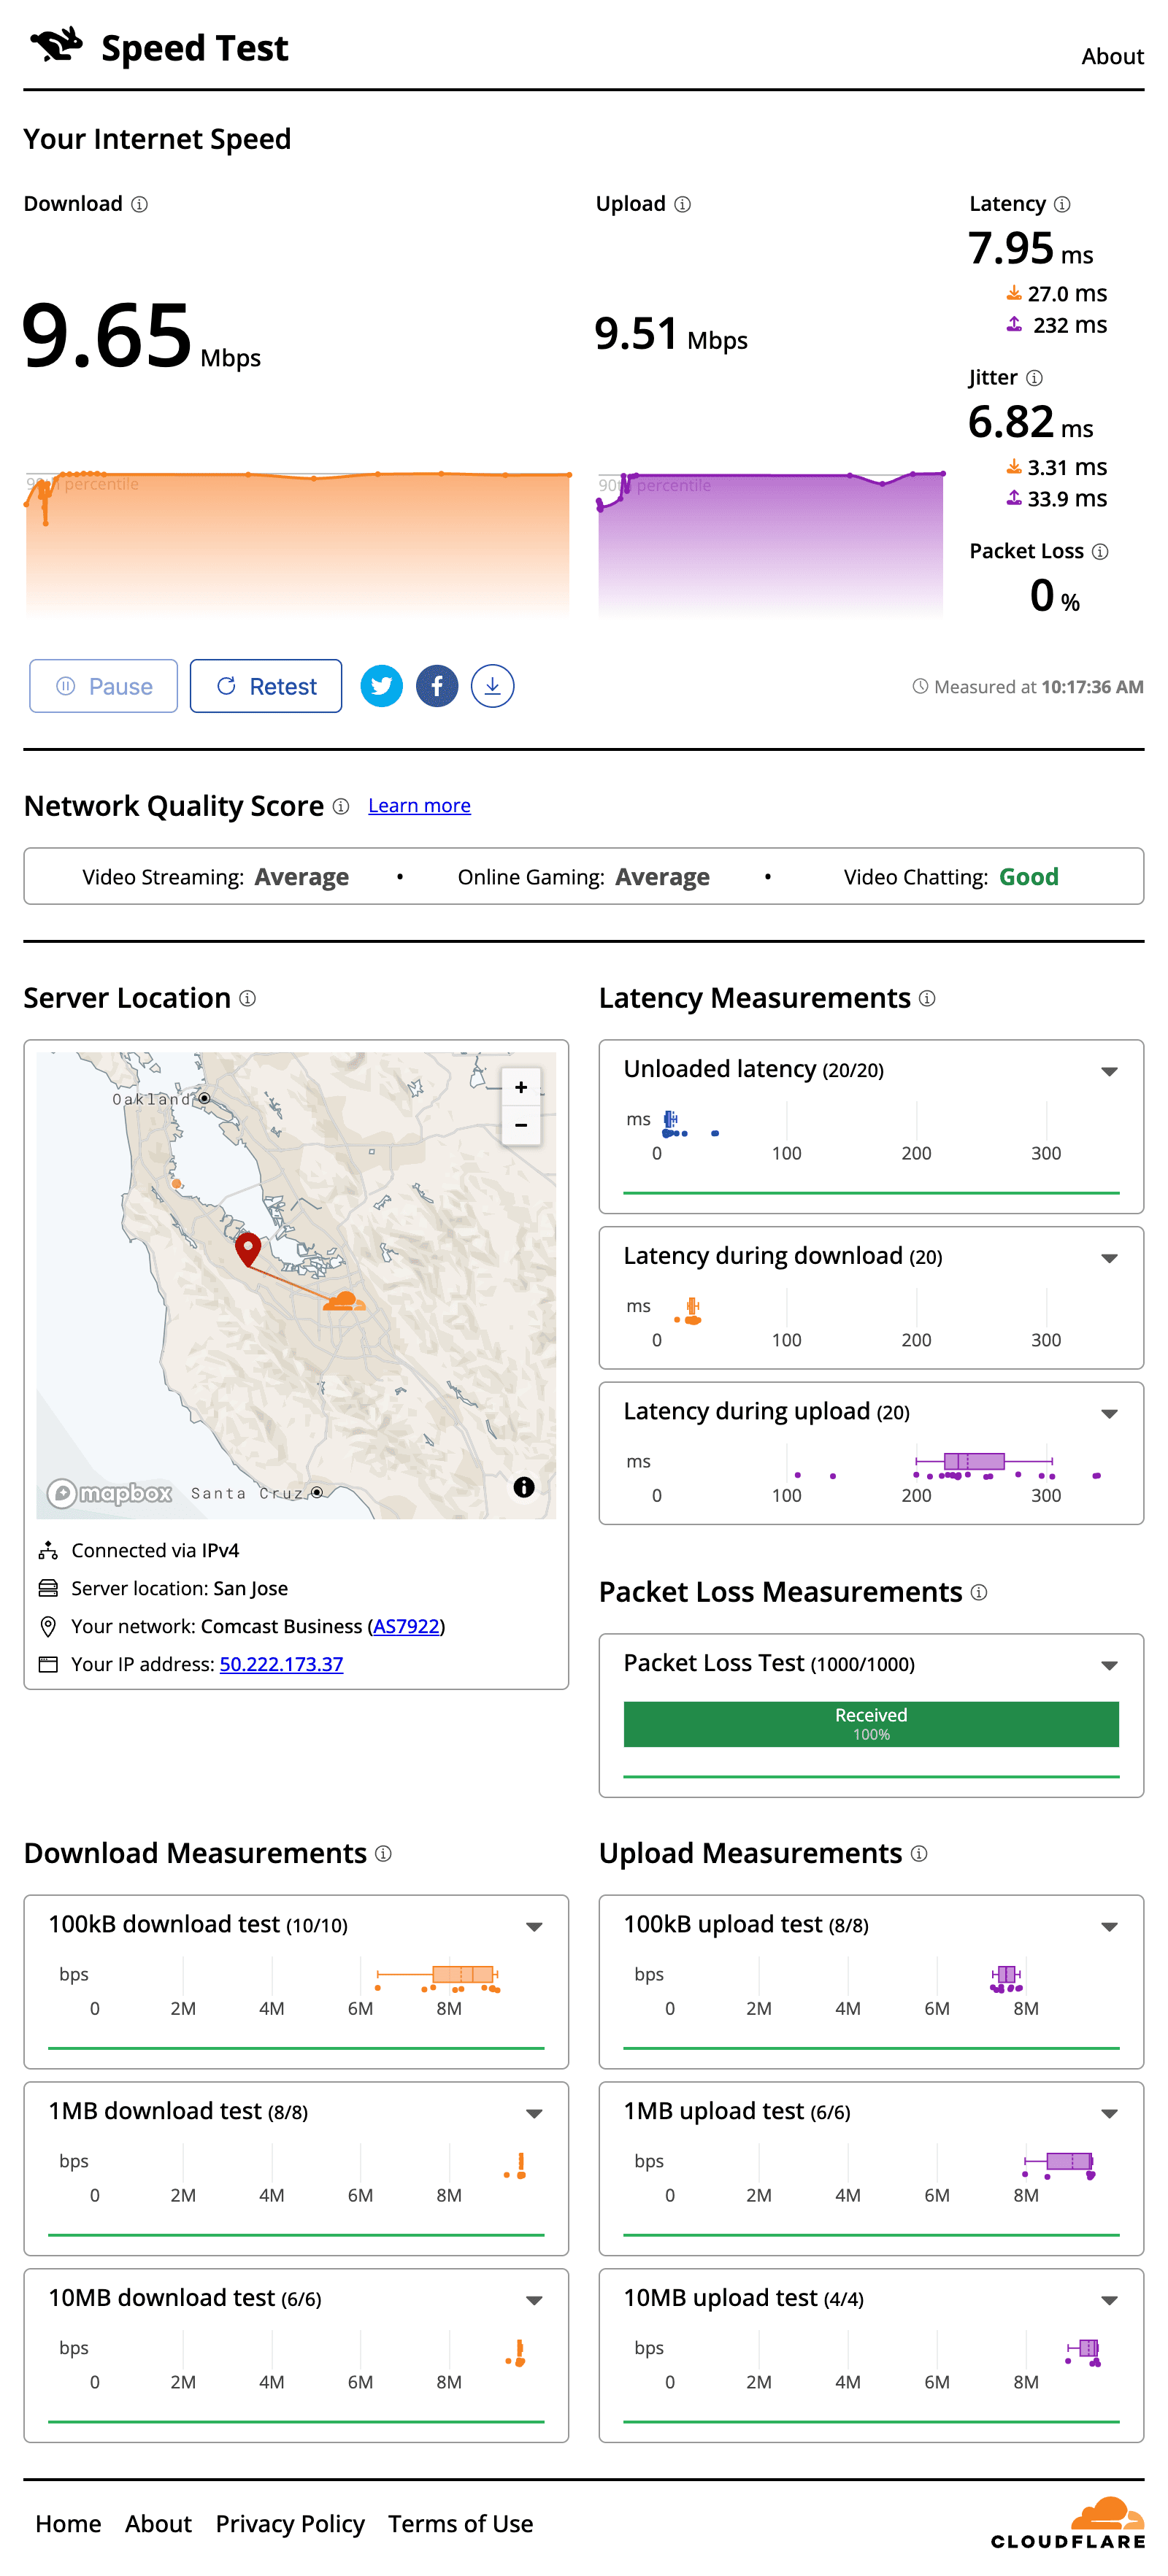 Speed Test
About
Your Internet Speed
Download
9.65 Mbps
90th percentile
Upload
9.51 Mbps
90th percentile
Latency
7.95 ms
27.0 ms
232 ms
Jitter
6.82 ms
3.31 ms
33.9 ms
Packet Loss
0 %
Pause
Retest
Measured at 10:17:36 AM
Network Quality Score
Learn more
Video Streaming: Average • Online Gaming: Average • Video Chatting: Good
Server Location
Oakland
+
−
mapbox
Santa Cruz
Connected via IPv4
Server location: San Jose
Your network: Comcast Business (AS7922)
Your IP address: 50.222.173.37
Latency Measurements
Unloaded latency (20/20)
ms
0 100 200 300
Latency during download (20)
ms
0 100 200 300
Latency during upload (20)
ms
0 100 200 300
Packet Loss Measurements
Packet Loss Test (1000/1000)
Received
100%
Download Measurements
100kB download test (10/10)
bps
0 2M 4M 6M 8M
1MB download test (8/8)
bps
0 2M 4M 6M 8M
10MB download test (6/6)
bps
0 2M 4M 6M 8M
Upload Measurements
100kB upload test (8/8)
bps
0 2M 4M 6M 8M
1MB upload test (6/6)
bps
0 2M 4M 6M 8M
10MB upload test (4/4)
bps
0 2M 4M 6M 8M
Home About Privacy Policy Terms of Use
CLOUDFLARE